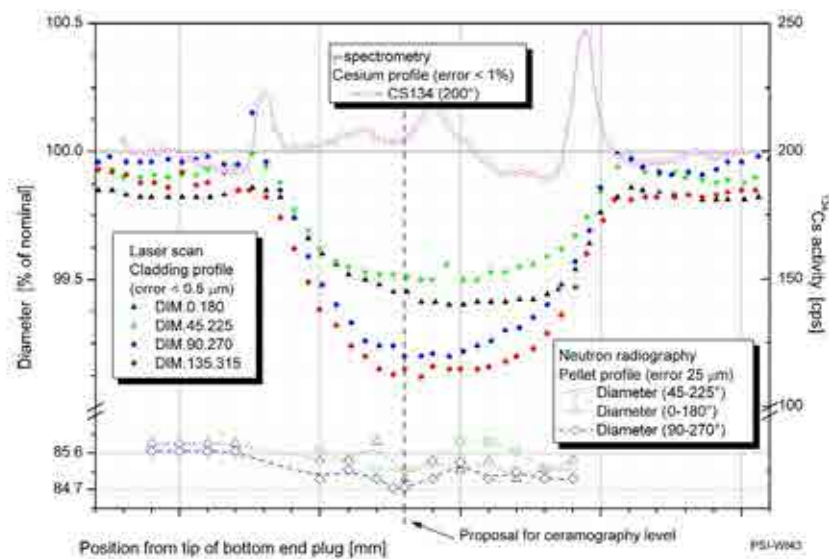 100.5
250
γ-spectrometry
Cesium profile (error < 1%)
CS134 (200°)
100.0
200
Diameter [% of nominal]
134Cs activity [cps]
Laser scan
Cladding profile
(error < 0.5 μm)
DIM.0.180
DIM.45.225
DIM.90.270
DIM.135.315
99.5
150
Neutron radiography
Pellet profile (error 25 μm)
Diameter (45-225°)
Diameter (0-180°)
Diameter (90-270°)
100
85.6
84.7
Proposal for ceramography level
Position from tip of bottom end plug [mm]